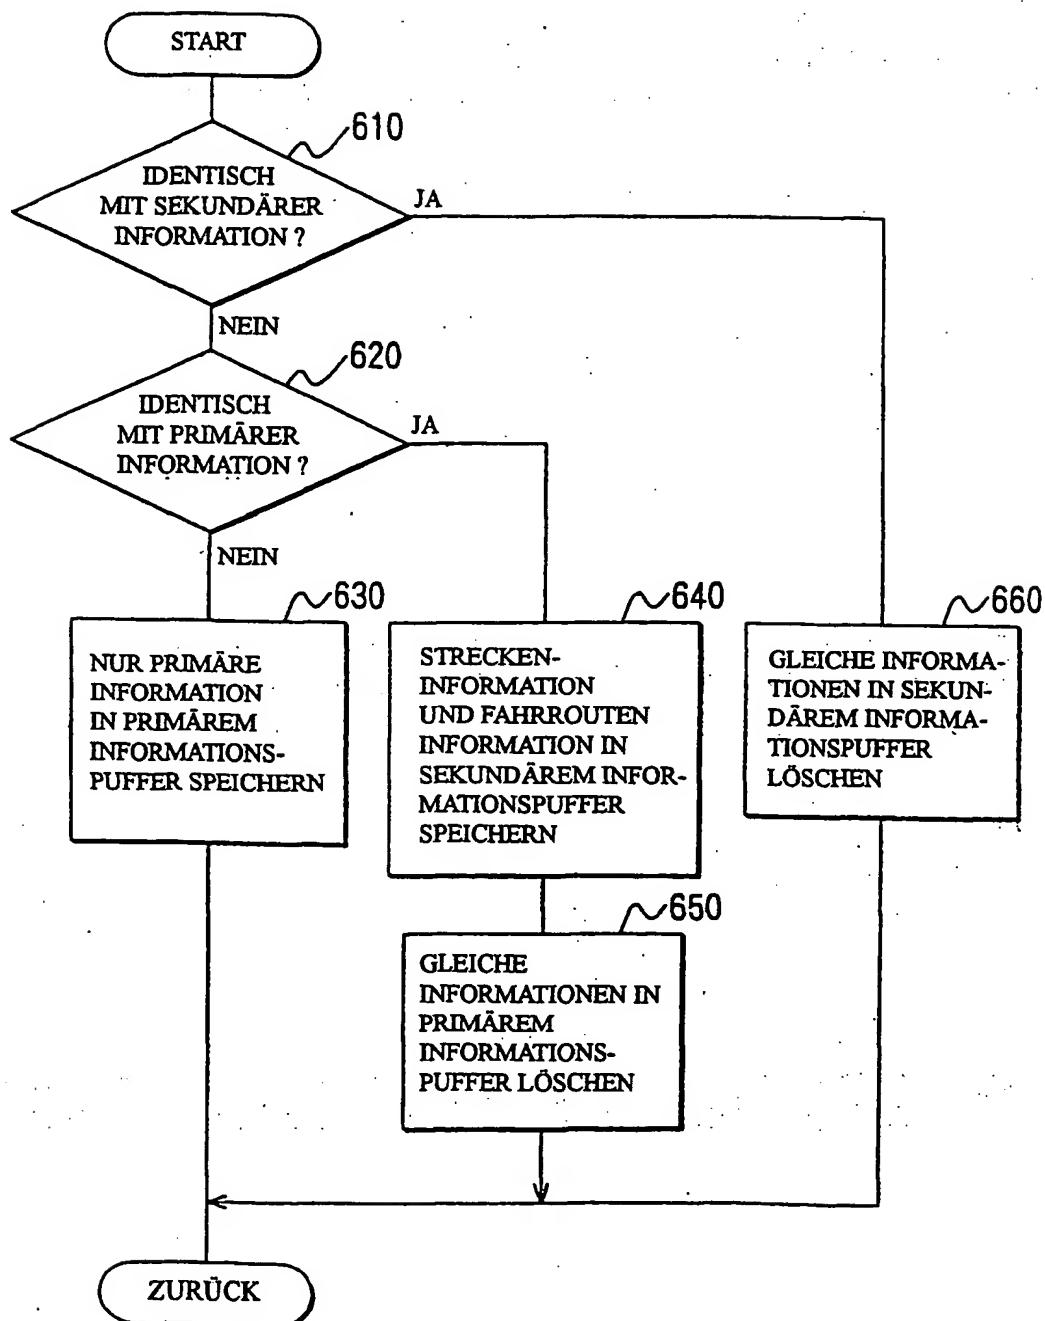 START
610
IDENTISCH
MIT SEKUNDÄRER
INFORMATION ?
JA
NEIN
620
IDENTISCH
MIT PRIMÄRER
INFORMATION ?
JA
NEIN
630
NUR PRIMÄRE
INFORMATION
IN PRIMÄREM
INFORMATIONS-
PUFFER SPEICHERN
640
STRECKEN-
INFORMATION
UND FAHRROUTEN
INFORMATION IN
SEKUNDÄREM INFOR-
MATIONSPUFFER
SPEICHERN
660
GLEICHE INFORMA-
TIONEN IN SEKUN-
DÄREM INFORMA-
TIONSPUFFER
LÖSCHEN
650
GLEICHE
INFORMATIONEN IN
PRIMÄREM
INFORMATIONS-
PUFFER LÖSCHEN
ZURÜCK